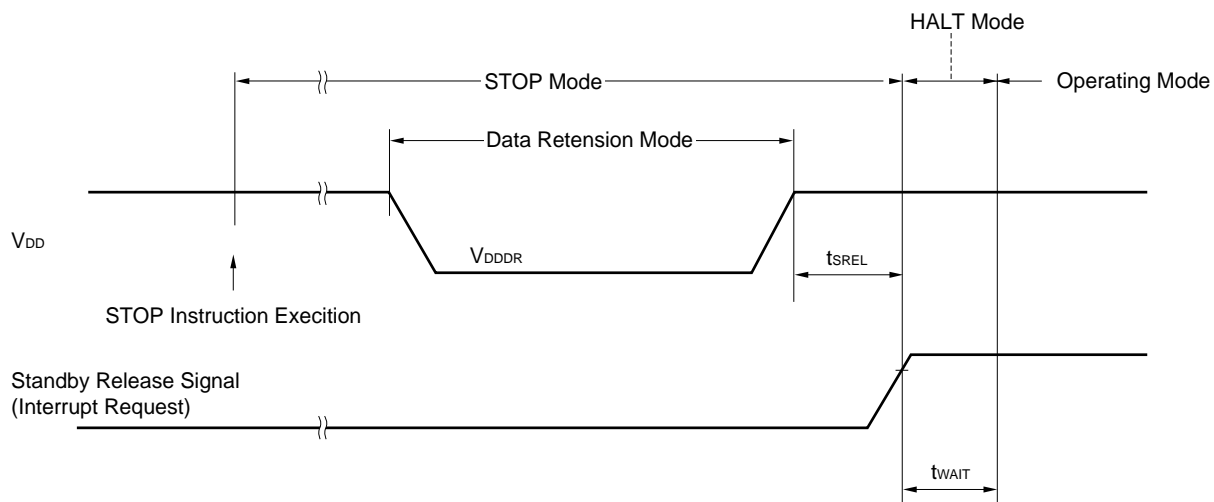 HALT Mode
STOP Mode
Operating Mode
Data Retension Mode
VDD
VDDDR
tSREL
STOP Instruction Execition
Standby Release Signal
(Interrupt Request)
tWAIT